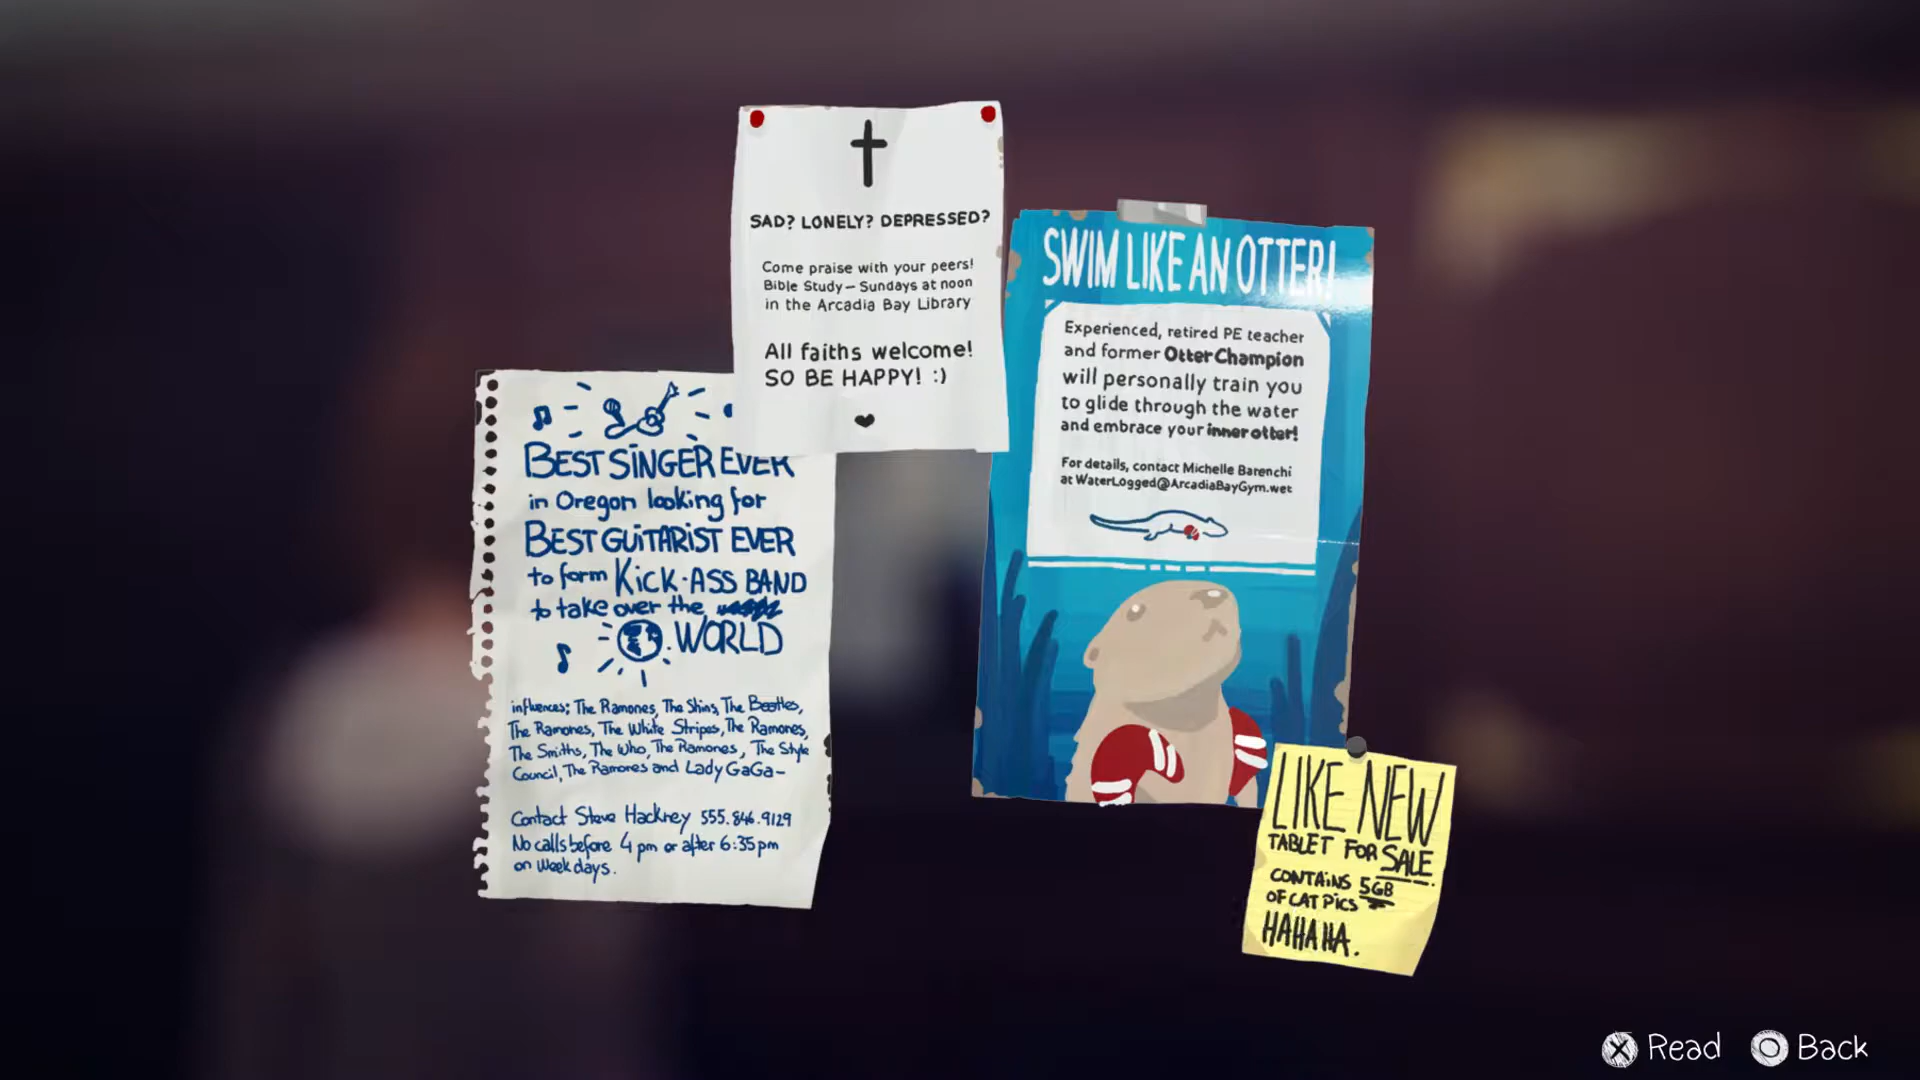 SAD? LONELY? DEPRESSED?
Come praise with your peers!
Bible Study – Sundays at noon
in the Arcadia Bay Library
All faiths welcome!
SO BE HAPPY! :)
BEST SINGER EVER
in Oregon looking for
BEST GUITARIST EVER
to form KICK-ASS BAND
to take over the
WORLD
influences; The Ramones, The Shins, The Beatles,
The Ramones, The White Stripes, The Ramones,
The Smiths, The Who, The Ramones, The Style
Council, The Ramones and Lady GaGa –
Contact Steve Hackney 555.846.9129
No calls before 4 pm or after 6:35pm
on weekdays.
SWIM LIKE AN OTTER!
Experienced, retired PE teacher
and former Otter Champion
will personally train you
to glide through the water
and embrace your inner otter!
For details, contact Michelle Barenchi
at WaterLogged@ArcadiaBayGym.wet
LIKE NEW
TABLET FOR SALE
CONTAINS 5GB
OF CAT PICS
HAHAHA.
Read Back